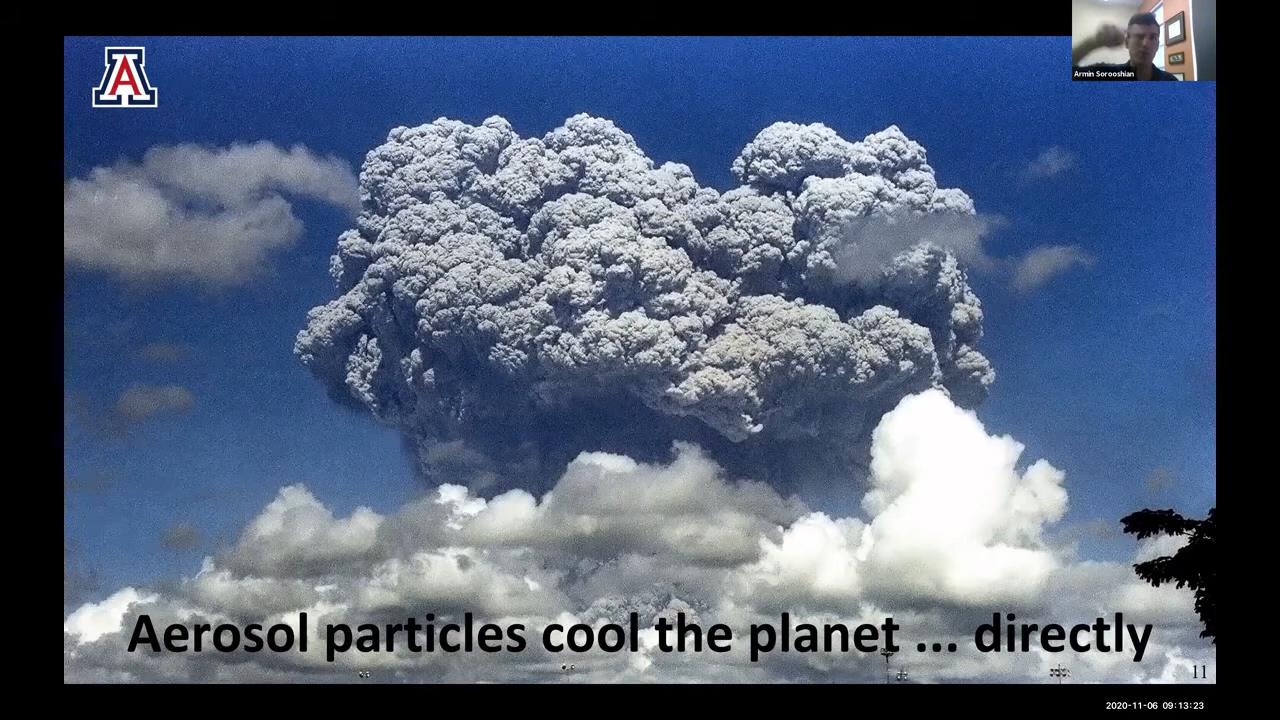 A
Armin Sorooshian
Aerosol particles cool the planet ... directly
11
2020-11-06 09:13:23